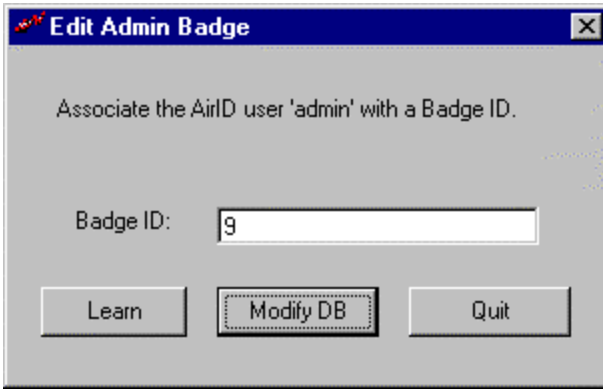 Edit Admin Badge
Associate the AirID user 'admin' with a Badge ID.
Badge ID: 9
Learn Modify DB Quit